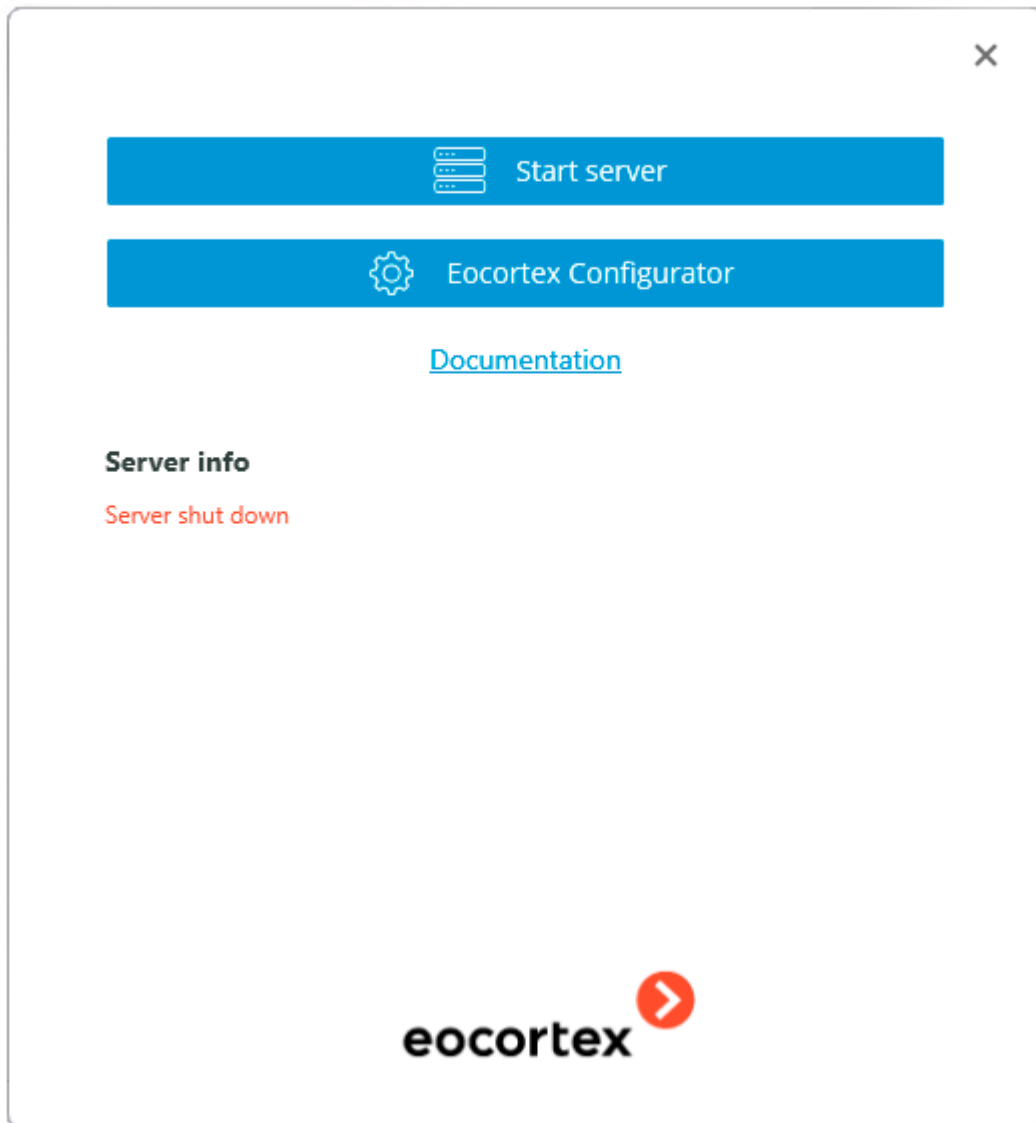 Start server
Eocortex Configurator
Documentation
Server info
Server shut down
eocortex